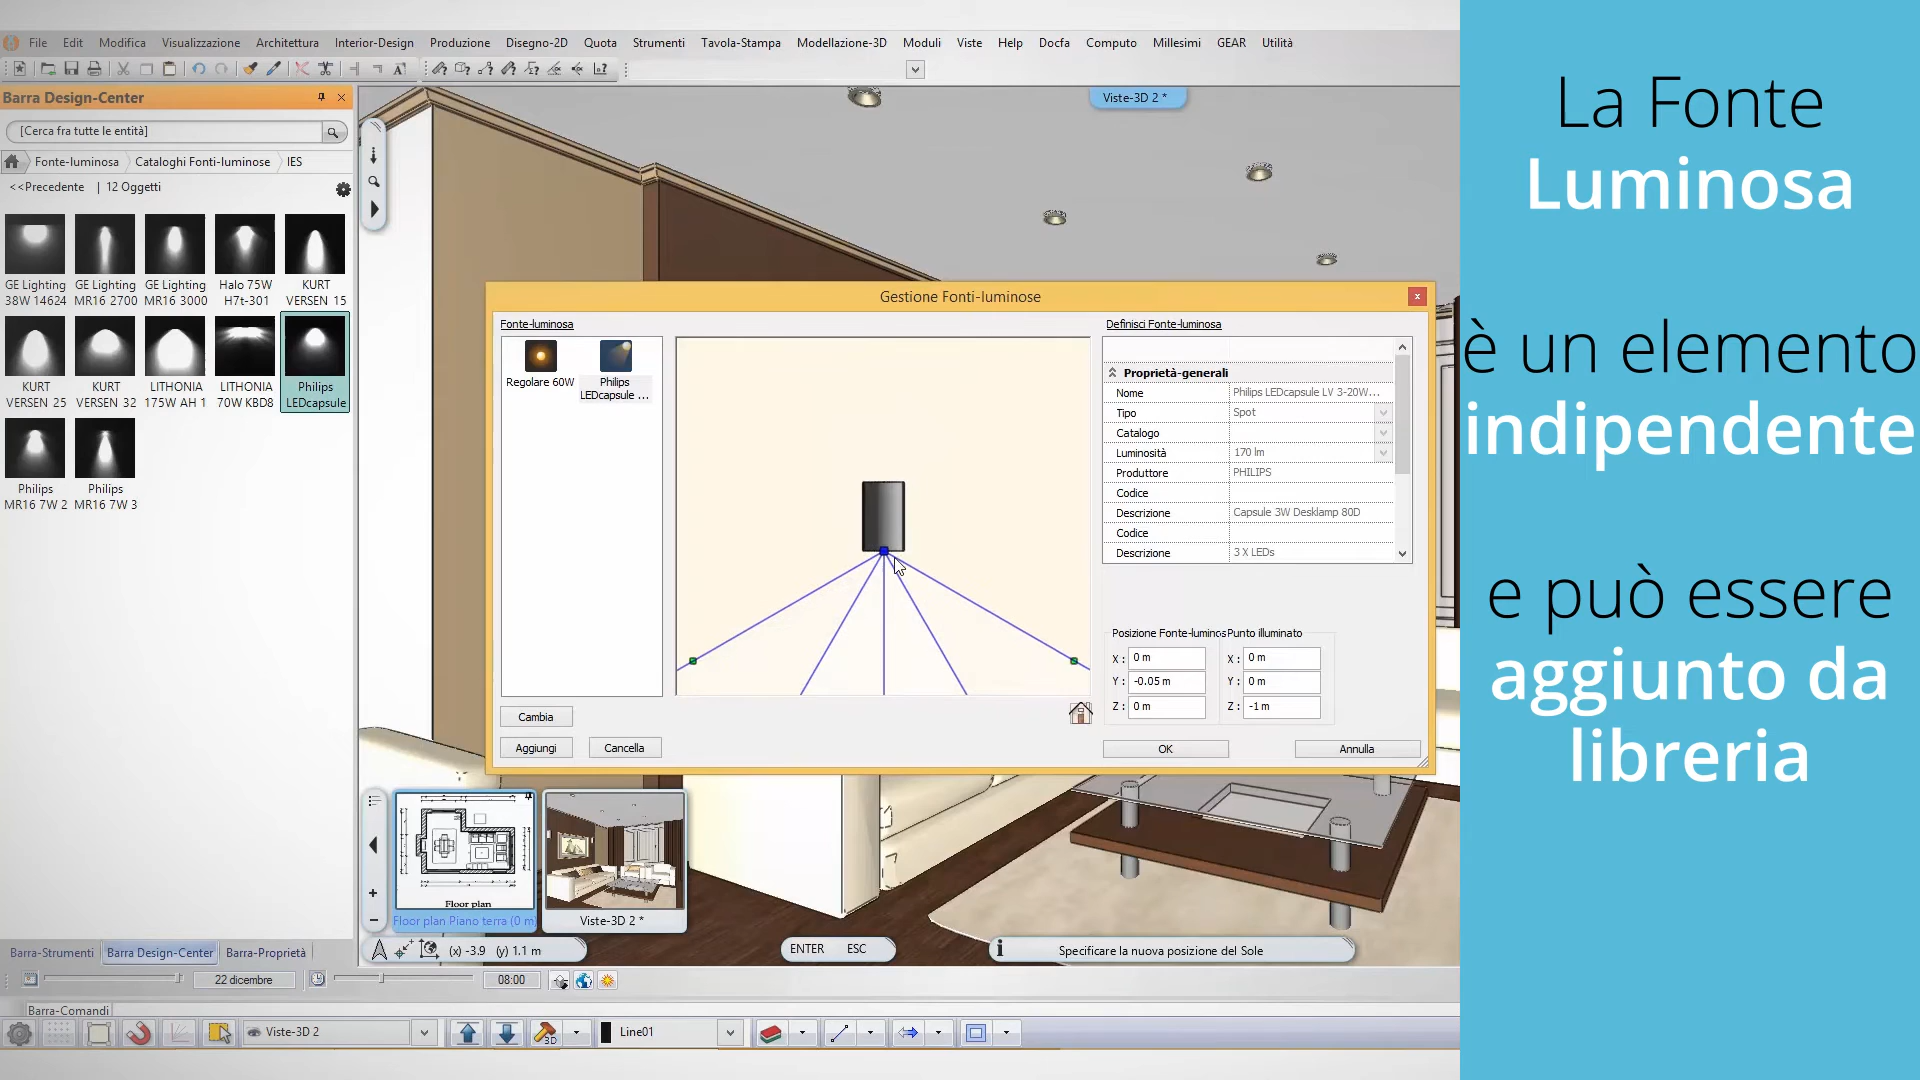 File Edit Modifica Visualizzazione Architettura Interior-Design Produzione Disegno-2D Quota Strumenti Tavola-Stampa Modellazione-3D Moduli Viste Help Docfa Computo Millesimi GEAR Utilità
Barra Design-Center
[Cerca fra tutte le entità]
Fonte-luminosa Cataloghi Fonti-luminose IES
<<Precedente | 12 Oggetti
GE Lighting 38W 14624
GE Lighting MR16 2700
GE Lighting MR16 3000
Halo 75W H7t-301
KURT VERSEN 15
KURT VERSEN 25
KURT VERSEN 32
LITHONIA 175W AH 1
LITHONIA 70W KBD8
Philips LEDcapsule
Philips MR16 7W 2
Philips MR16 7W 3
Viste-3D 2 *
Gestione Fonti-luminose
Fonte-luminosa
Regolare 60W
Philips LEDcapsule ...
Definisci Fonte-luminosa
Proprietà-generali
Nome Philips LEDcapsule LV 3-20W...
Tipo Spot
Catalogo
Luminosità 170 lm
Produttore PHILIPS
Codice
Descrizione Capsule 3W Desklamp 80D
Codice
Descrizione 3 X LEDs
Posizione Fonte-luminos Punto illuminato
X : 0 m X : 0 m
Y : -0.05 m Y : 0 m
Z : 0 m Z : -1 m
Cambia
Aggiungi Cancella
OK Annulla
Floor plan
Floor plan Piano terra (0 m)
Viste-3D 2 *
Barra-Strumenti Barra Design-Center Barra-Proprietà
(x) -3.9 (y) 1.1 m
ENTER ESC
Specificare la nuova posizione del Sole
22 dicembre 08:00
Barra-Comandi
Viste-3D 2
3D
Line01
La Fonte
Luminosa
è un elemento
indipendente
e può essere
aggiunto da
libreria